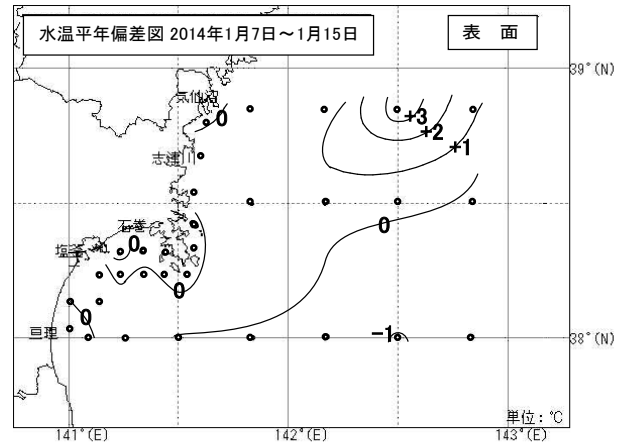 水温平年偏差図 2014年1月7日～1月15日
表 面
39°(N)
気仙沼
0
+3
+2
+1
志津川
石巻
0
0
塩釜
0
0
亘理
-1
38°(N)
単位：℃
141°(E)
142°(E)
143°(E)